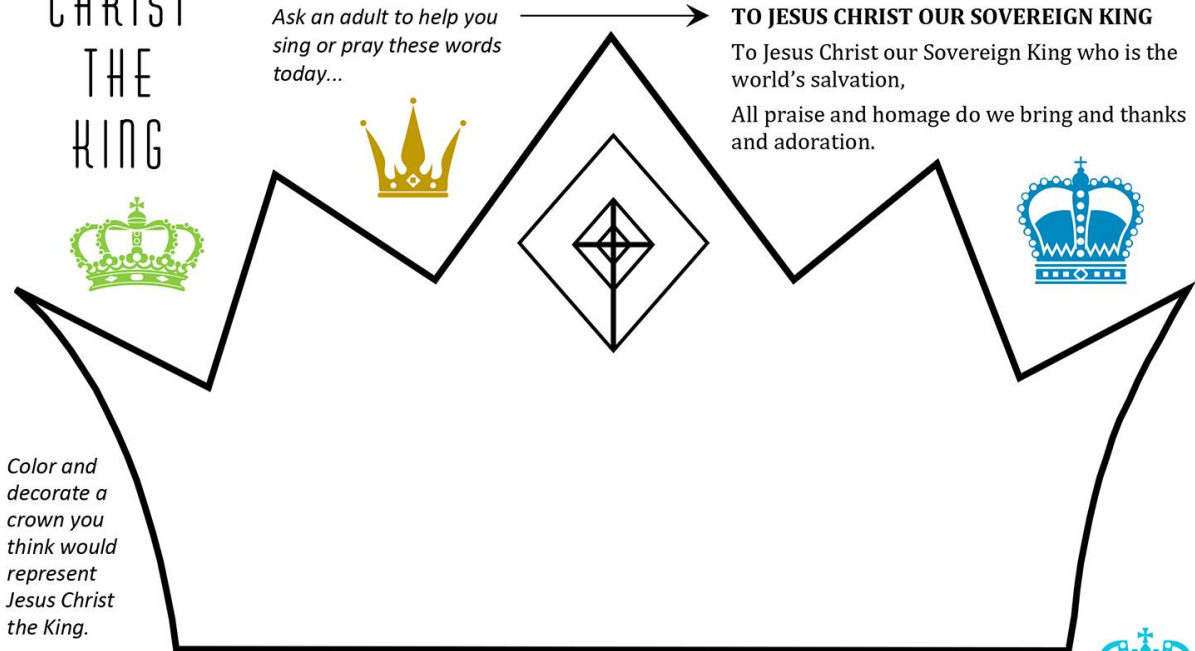 CHRIST
THE
KING
Ask an adult to help you
sing or pray these words
today...
TO JESUS CHRIST OUR SOVEREIGN KING
To Jesus Christ our Sovereign King who is the
world’s salvation,
All praise and homage do we bring and thanks
and adoration.
Color and
decorate a
crown you
think would
represent
Jesus Christ
the King.